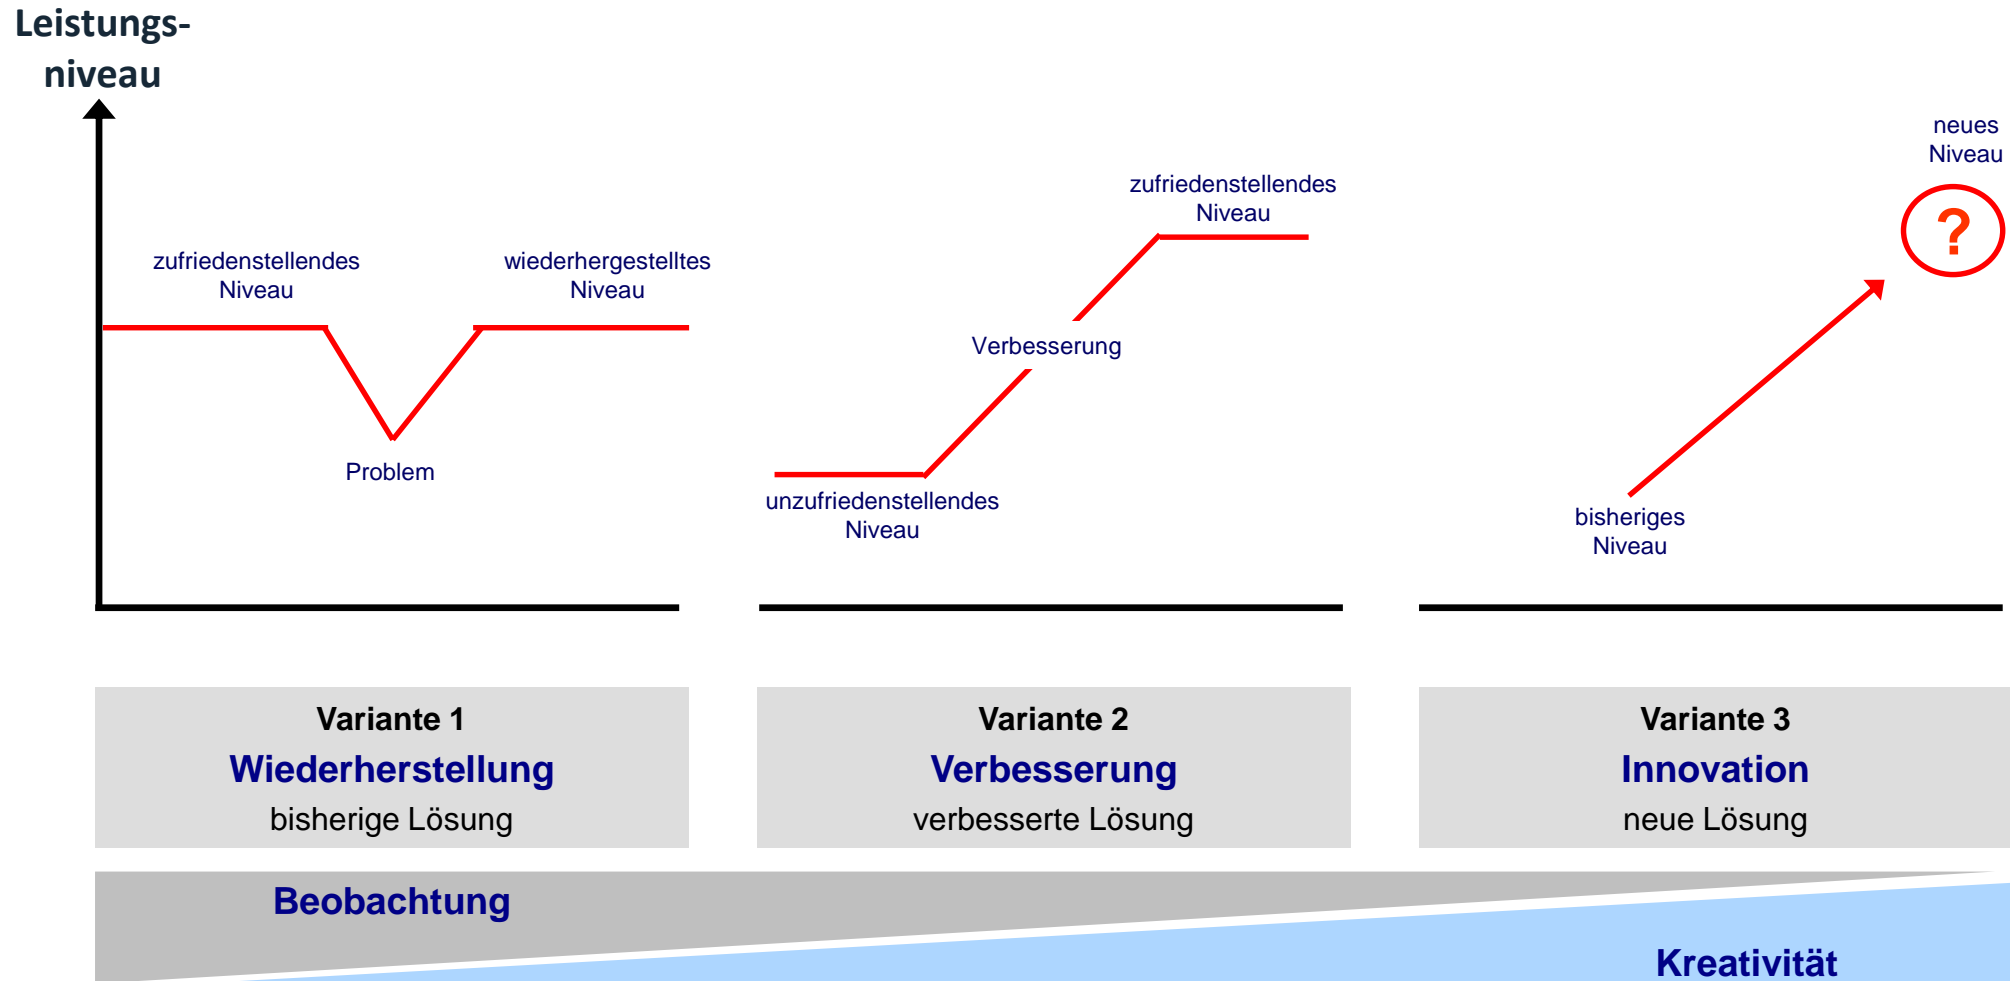 Leistungs-
niveau
zufriedenstellendes
Niveau
wiederhergestelltes
Niveau
Problem
zufriedenstellendes
Niveau
Verbesserung
unzufriedenstellendes
Niveau
neues
Niveau
?
bisheriges
Niveau
Variante 1
Wiederherstellung
bisherige Lösung
Variante 2
Verbesserung
verbesserte Lösung
Variante 3
Innovation
neue Lösung
Beobachtung
Kreativität